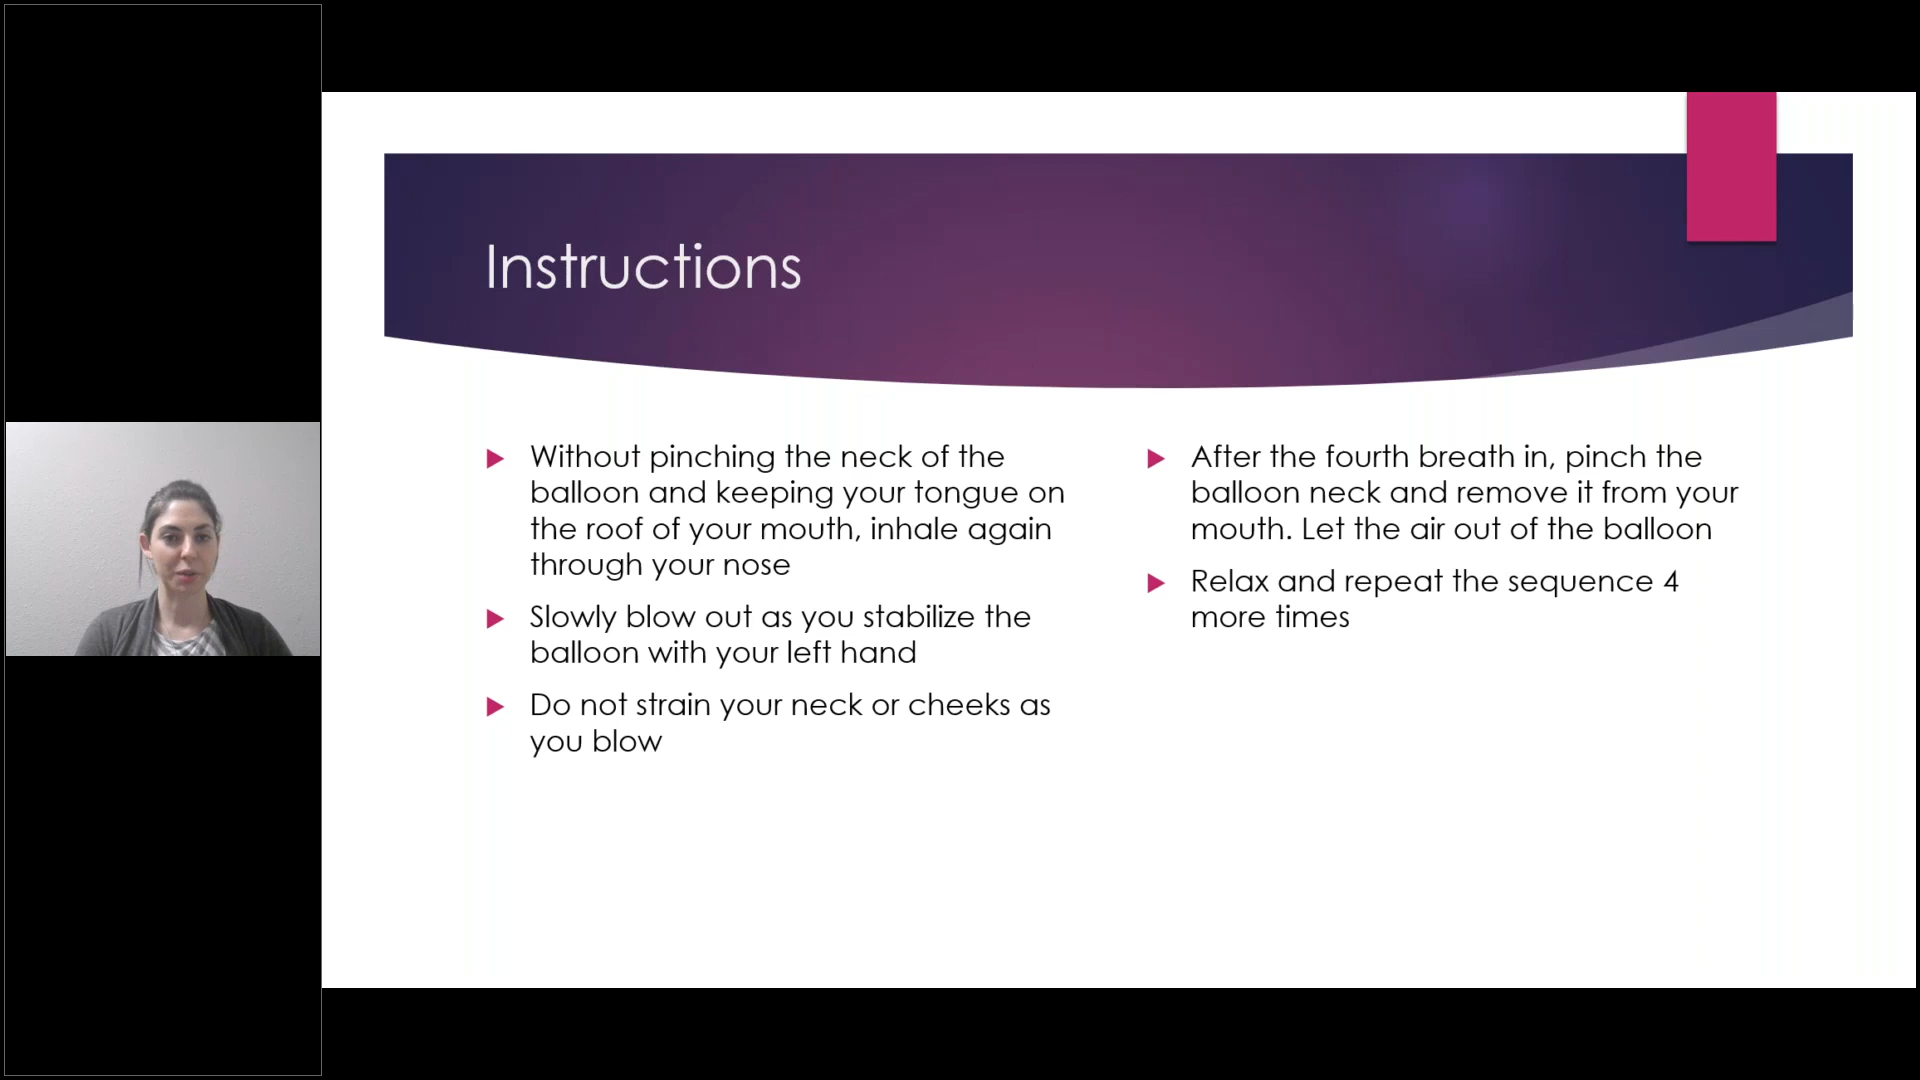 Instructions
Without pinching the neck of the
balloon and keeping your tongue on
the roof of your mouth, inhale again
through your nose
Slowly blow out as you stabilize the
balloon with your left hand
Do not strain your neck or cheeks as
you blow
After the fourth breath in, pinch the
balloon neck and remove it from your
mouth. Let the air out of the balloon
Relax and repeat the sequence 4
more times